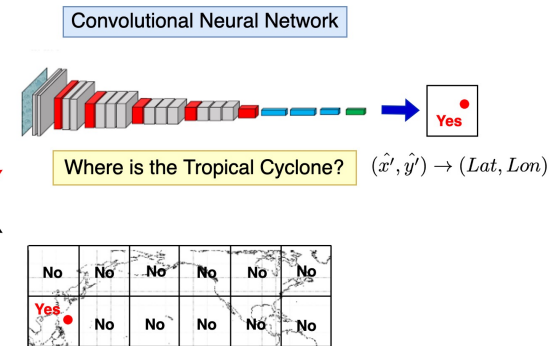 Convolutional Neural Network
Yes
Where is the Tropical Cyclone? (x̂′, ŷ′) → (Lat, Lon)
No No No No No No
Yes No No No No No